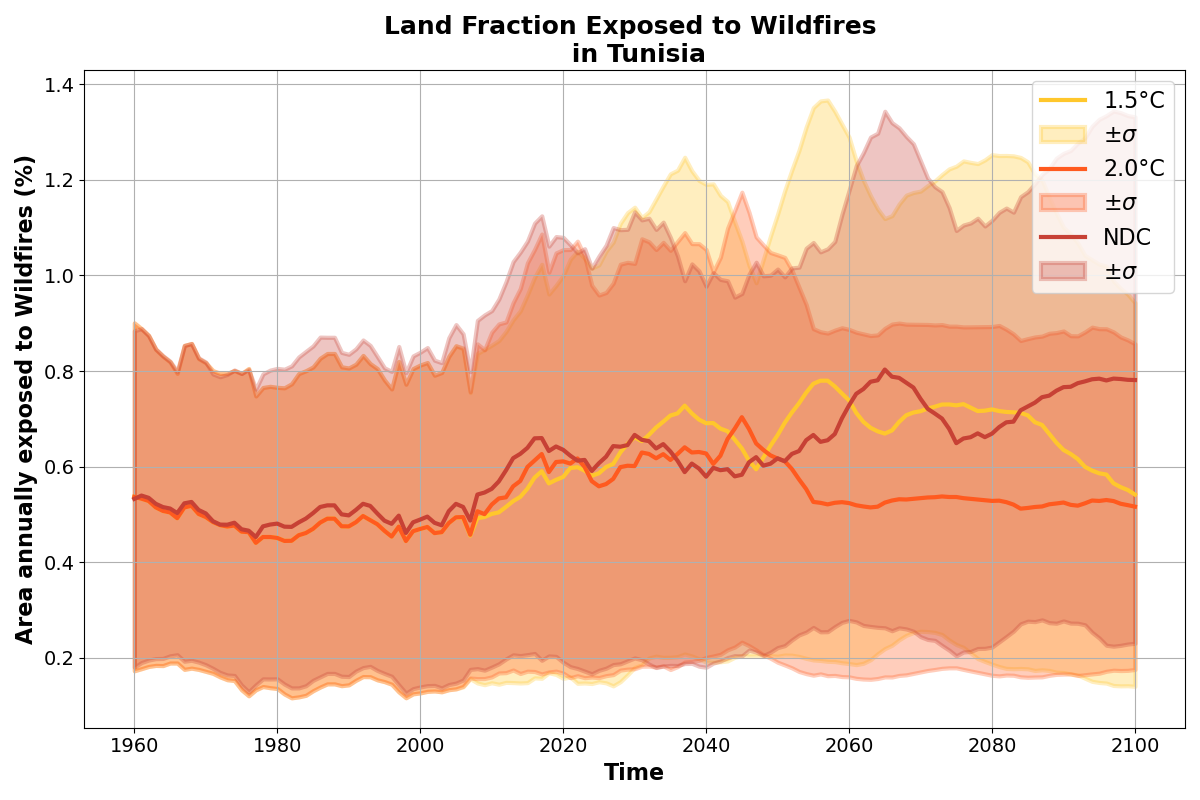 Land Fraction Exposed to Wildfires
in Tunisia
Area annually exposed to Wildfires (%)
1.4
1.2
1.0
0.8
0.6
0.4
0.2
1.5°C
±σ
2.0°C
±σ
NDC
±σ
1960
1980
2000
2020
2040
2060
2080
2100
Time